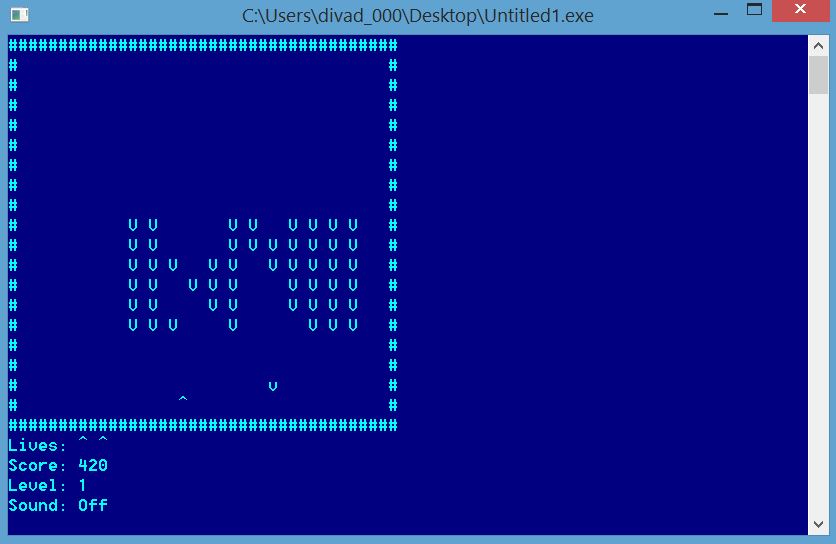 C:\Users\divad_000\Desktop\Untitled1.exe
#######################################
#                                     #
#                                     #
#                                     #
#                                     #
#                                     #
#                                     #
#                                     #
#                                     #
#           V V       V V   V V V V   #
#           V V       V V V V V V V   #
#           V V V   V V   V V V V V   #
#           V V   V V V     V V V V   #
#           V V     V V     V V V V   #
#           V V V     V       V V V   #
#                                     #
#                                     #
#                         v           #
#                ^                    #
#######################################
Lives: ^ ^
Score: 420
Level: 1
Sound: Off